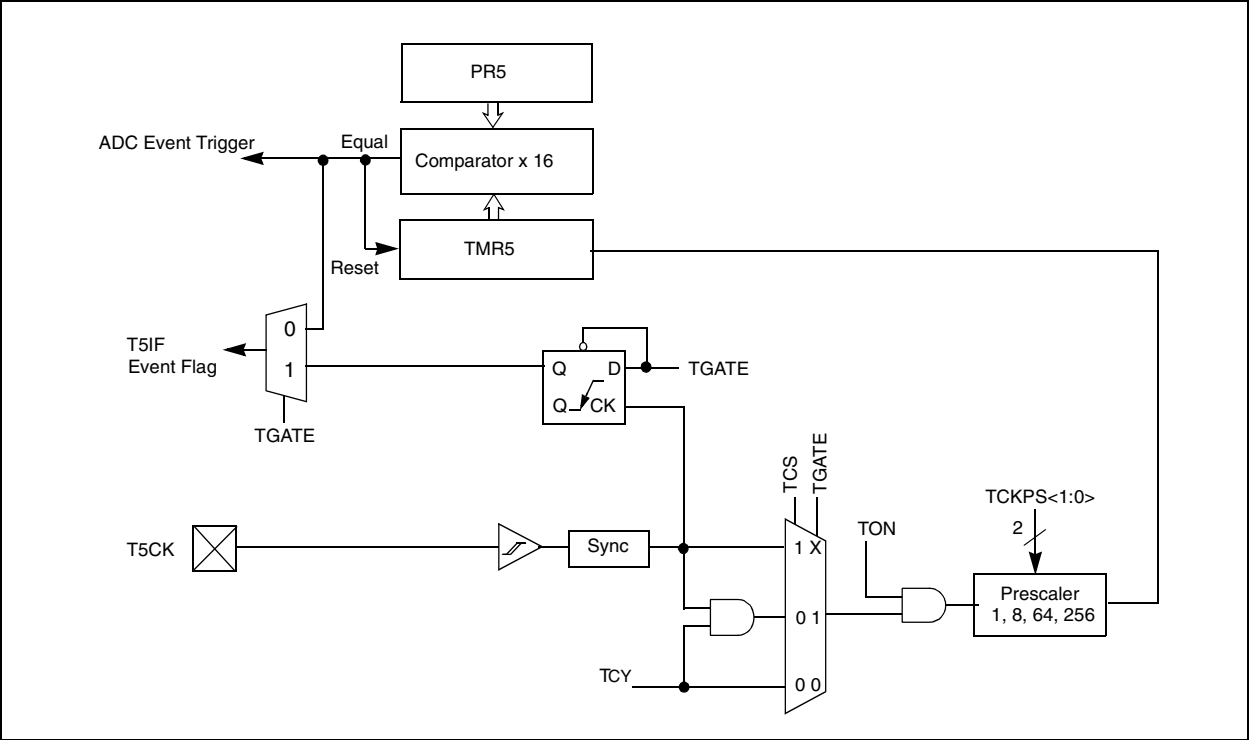 PR5
ADC Event Trigger
Equal
Comparator x 16
TMR5
Reset
0
T5IF
Event Flag
1
Q
D
TGATE
Q
CK
TGATE
TCS
TGATE
TCKPS<1:0>
2
TON
T5CK
Sync
1 X
Prescaler
1, 8, 64, 256
0 1
TCY
0 0